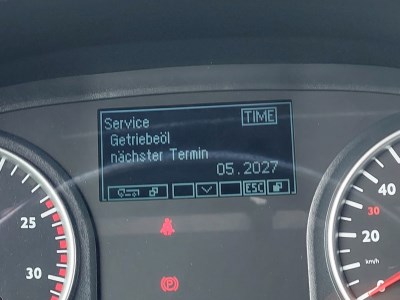 Service TIME
Getriebeöl
nächster Termin
05.2027
ESC
25
30
40
30
20
km/h
P